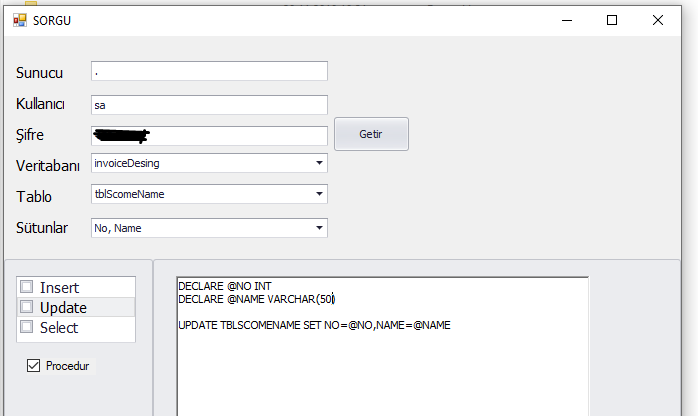 SORGU
Sunucu .
Kullanıcı sa
Şifre
Getir
Veritabanı invoiceDesing
Tablo tblScomeName
Sütunlar No, Name
Insert
Update
Select
Procedur
DECLARE @NO INT
DECLARE @NAME VARCHAR(50)
UPDATE TBLSCOMENAME SET NO=@NO,NAME=@NAME